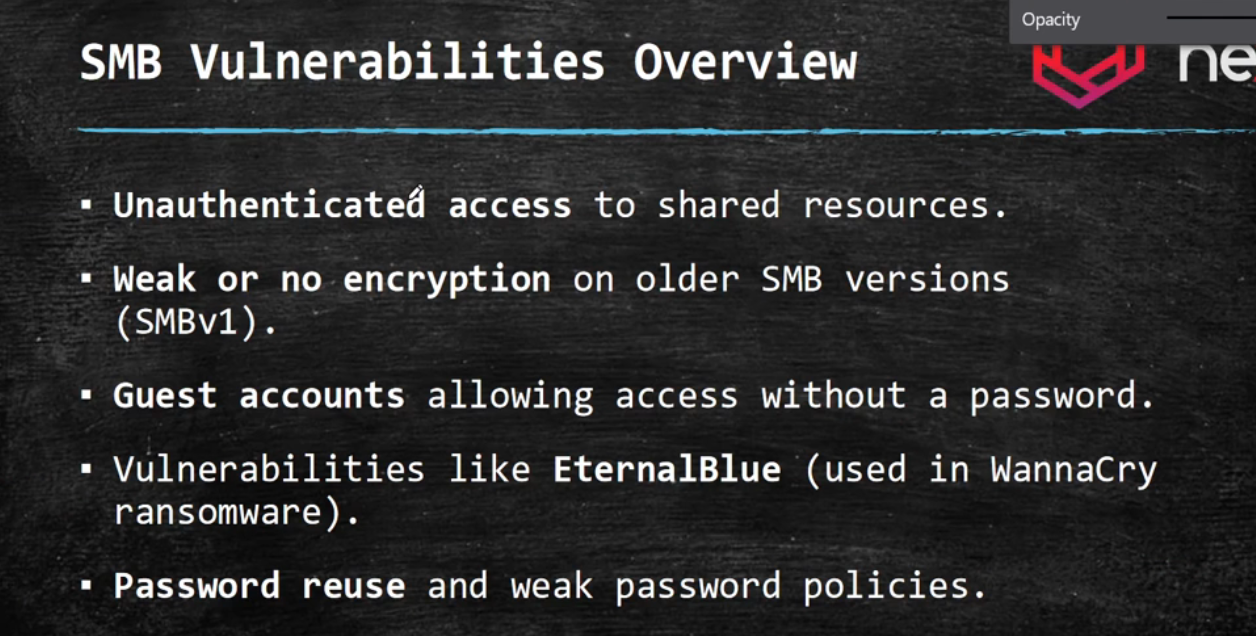 Opacity
SMB Vulnerabilities Overview
ne
▪ Unauthenticated access to shared resources.
▪ Weak or no encryption on older SMB versions
(SMBv1).
▪ Guest accounts allowing access without a password.
▪ Vulnerabilities like EternalBlue (used in WannaCry
ransomware).
▪ Password reuse and weak password policies.